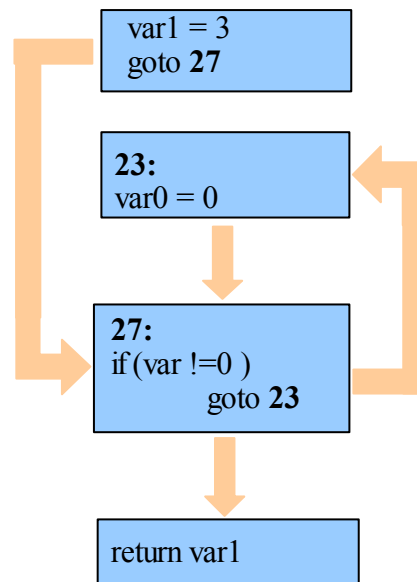 var1 = 3
goto 27
23:
var0 = 0
27:
if (var !=0 )
goto 23
return var1